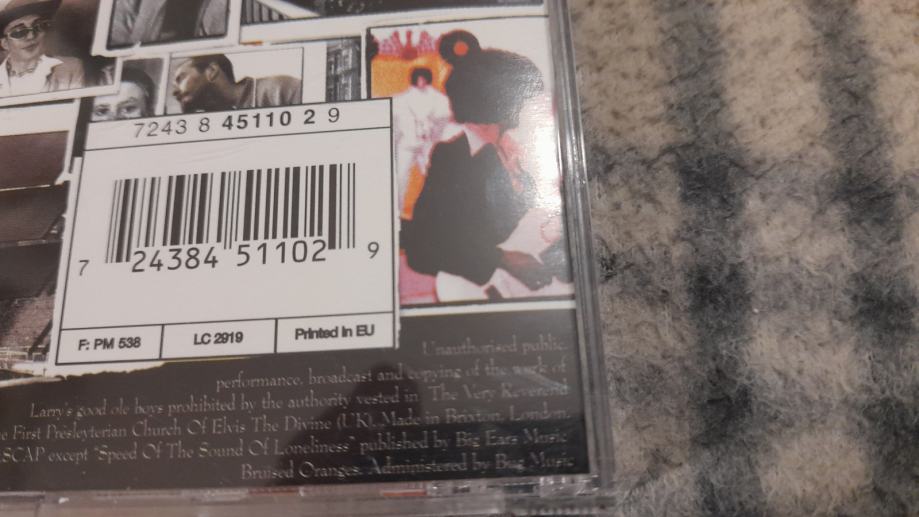 7243 8 45110 2 9
7 24384 51102 9
F: PM 538 LC 2919 Printed In EU
Unauthorised public
performance, broadcast and copying of the work of
Larry's good ole boys prohibited by the authority vested in The Very Reverend
First Presleyterian Church Of Elvis The Divine (UK). Made in Brixton, London.
ASCAP except "Speed Of The Sound Of Loneliness" published by Big Ears Music
Bruised Oranges. Administered by Bug Music